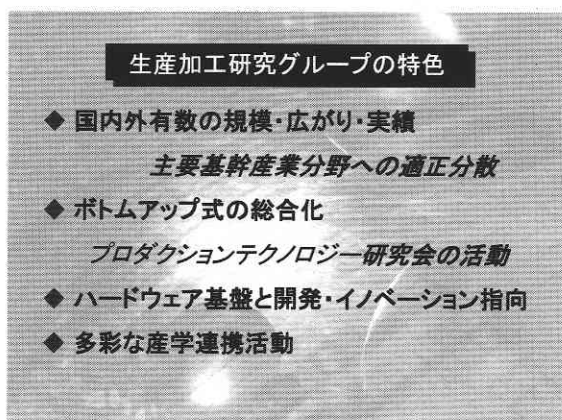 生産加工研究グループの特色
◆ 国内外有数の規模・広がり・実績
主要基幹産業分野への適正分散
◆ ボトムアップ式の総合化
プロダクションテクノロジー研究会の活動
◆ ハードウェア基盤と開発・イノベーション指向
◆ 多彩な産学連携活動